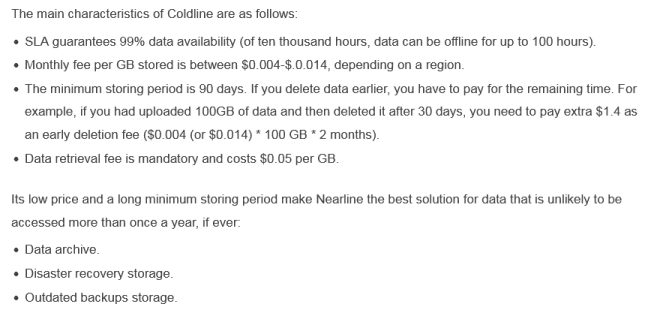 The main characteristics of Coldline are as follows:
• SLA guarantees 99% data availability (of ten thousand hours, data can be offline for up to 100 hours).
• Monthly fee per GB stored is between $0.004-$.0.014, depending on a region.
• The minimum storing period is 90 days. If you delete data earlier, you have to pay for the remaining time. For
example, if you had uploaded 100GB of data and then deleted it after 30 days, you need to pay extra $1.4 as
an early deletion fee ($0.004 (or $0.014) * 100 GB * 2 months).
• Data retrieval fee is mandatory and costs $0.05 per GB.
Its low price and a long minimum storing period make Nearline the best solution for data that is unlikely to be
accessed more than once a year, if ever:
• Data archive.
• Disaster recovery storage.
• Outdated backups storage.